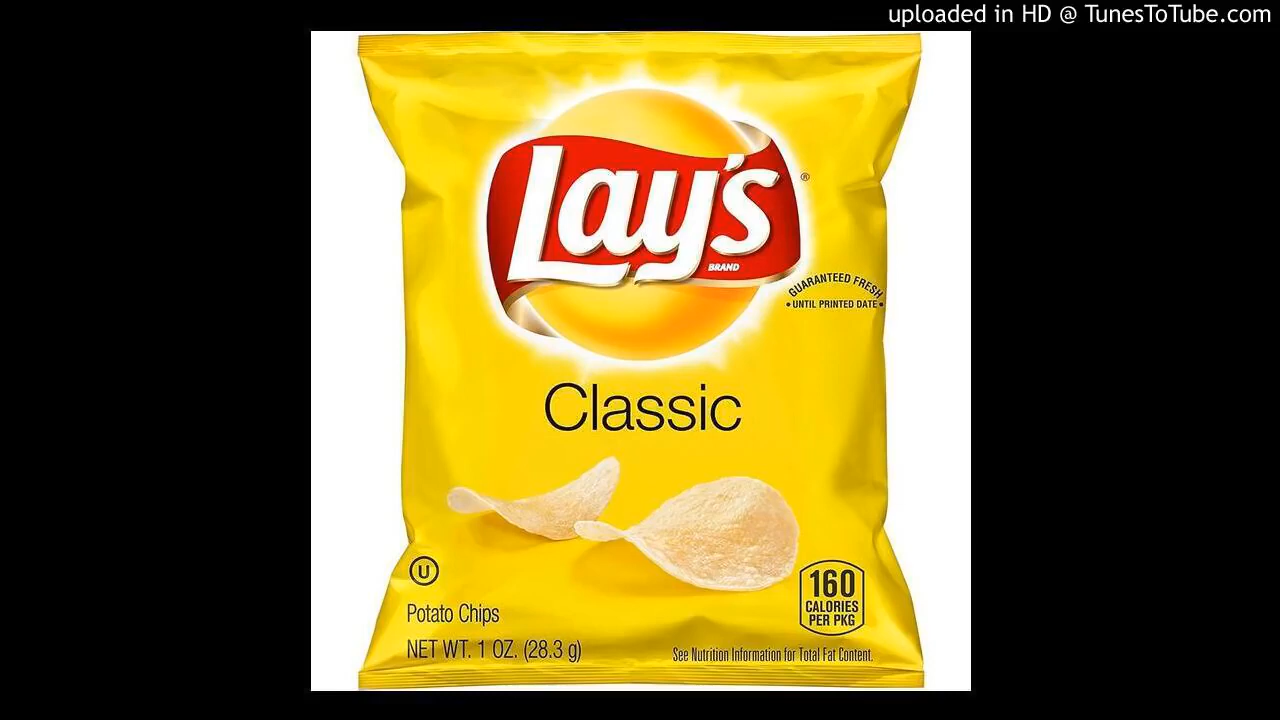 uploaded in HD @ TunesToTube.com
Lay's
®
BRAND
GUARANTEED FRESH
• UNTIL PRINTED DATE •
Classic
U
160
CALORIES
PER PKG
Potato Chips
NET WT. 1 OZ. (28.3 g)
See Nutrition Information for Total Fat Content.